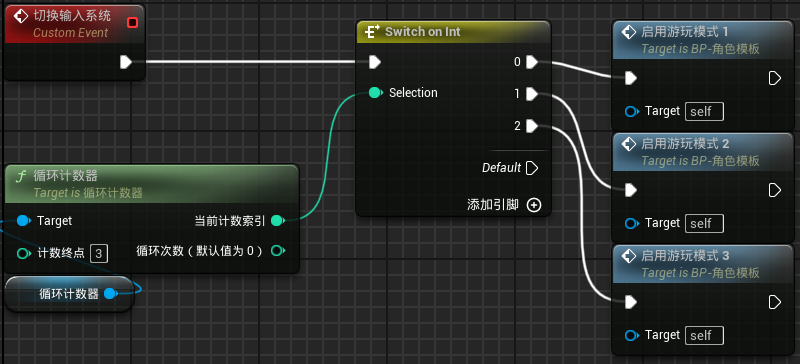 切换输入系统
Custom Event
Switch on Int
0
Selection
1
2
Default
添加引脚
循环计数器
Target is 循环计数器
Target
当前计数索引
计数终点 3
循环次数（默认值为 0）
循环计数器
启用游玩模式 1
Target is BP-角色模板
Target self
启用游玩模式 2
Target is BP-角色模板
Target self
启用游玩模式 3
Target is BP-角色模板
Target self